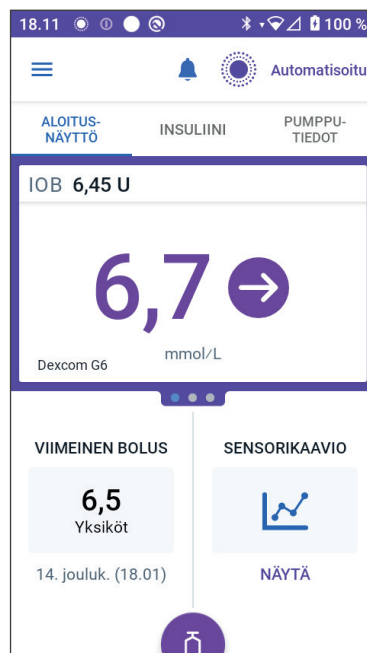 18.11 100 %
Automatisoitu
ALOITUS-
NÄYTTÖ
INSULIINI
PUMPPU-
TIEDOT
IOB 6,45 U
6,7
mmol/L
Dexcom G6
VIIMEINEN BOLUS
SENSORIKAAVIO
6,5
Yksiköt
14. jouluk. (18.01)
NÄYTÄ